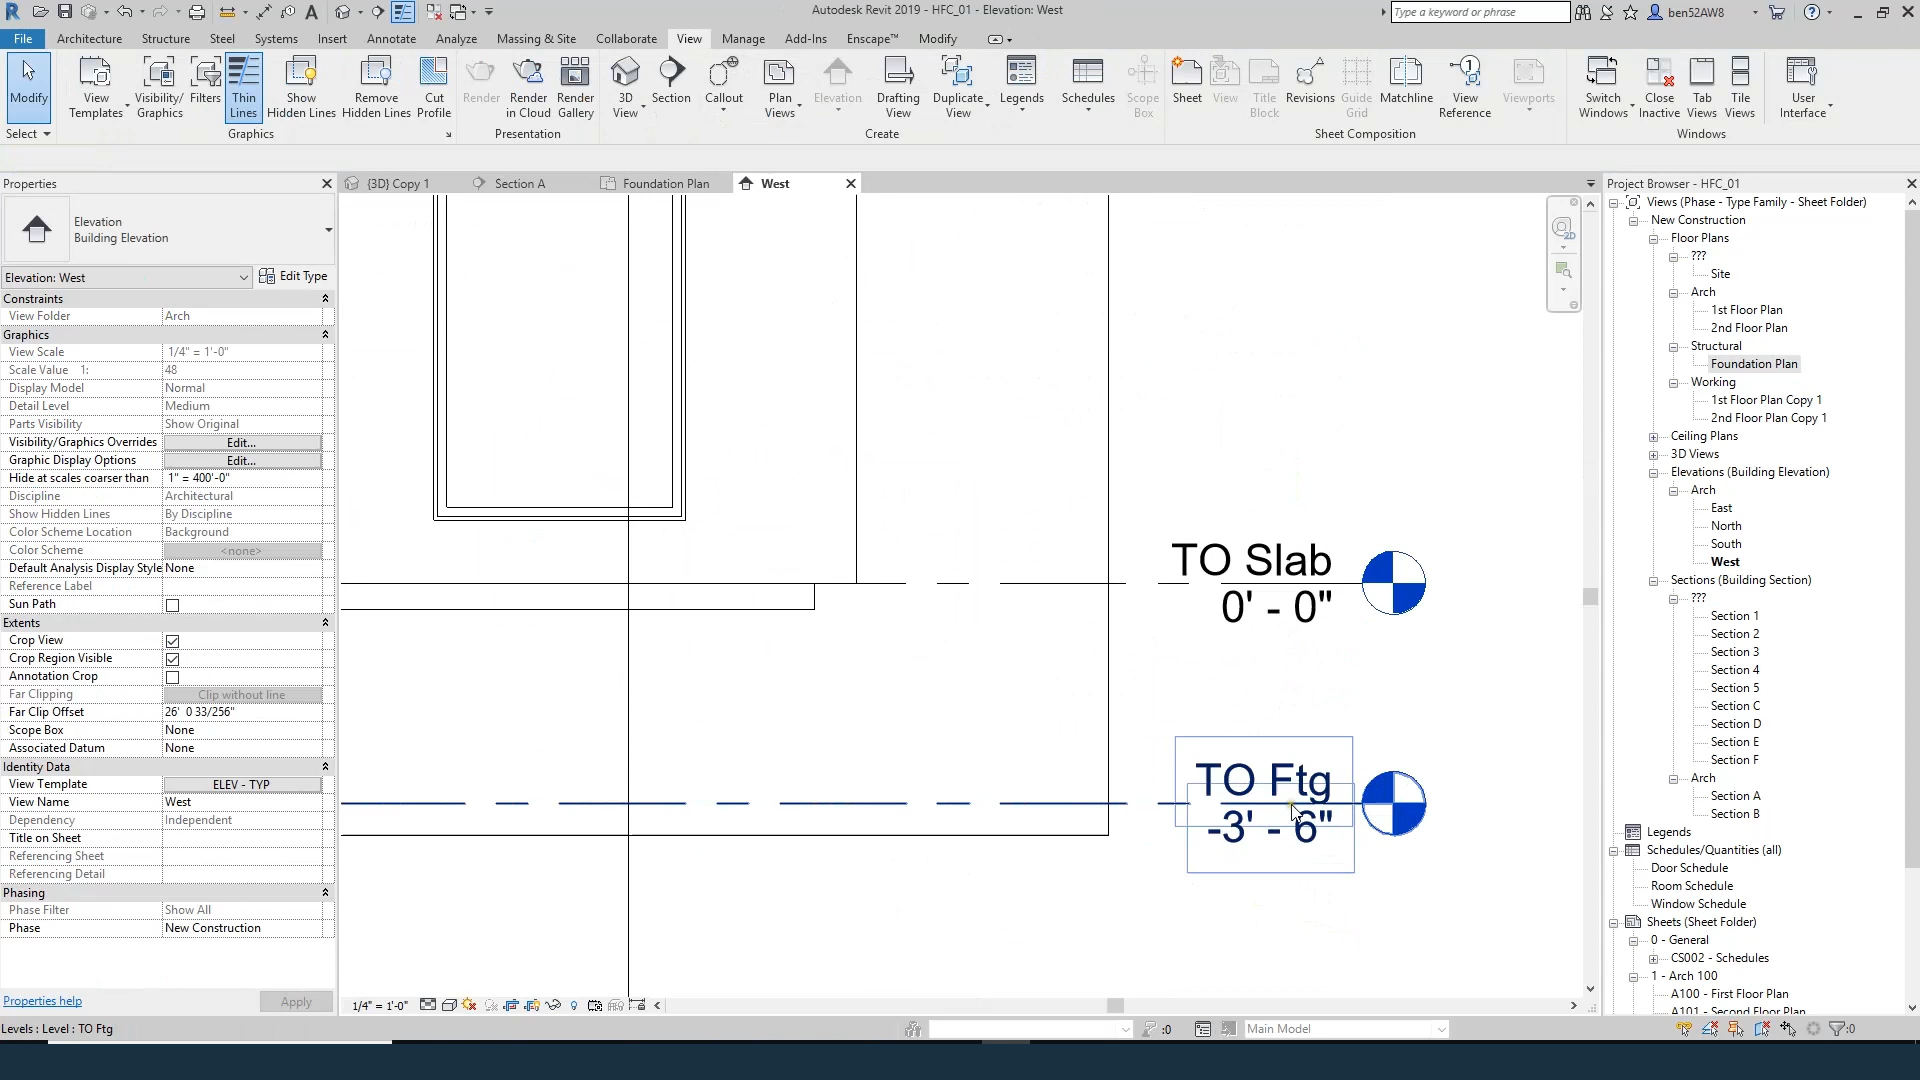 Autodesk Revit 2019 - HFC_01 - Elevation: West
Type a keyword or phrase
ben52AW8
File Architecture Structure Steel Systems Insert Annotate Analyze Massing & Site Collaborate View Manage Add-Ins Enscape™ Modify
Modify
View Templates
Visibility/ Graphics
Filters
Thin Lines
Show Hidden Lines
Remove Hidden Lines
Cut Profile
Render
Render in Cloud
Render Gallery
3D View
Section
Callout
Plan Views
Elevation
Drafting View
Duplicate View
Legends
Schedules
Scope Box
Sheet
View
Title Block
Revisions
Guide Grid
Matchline
View Reference
Viewports
Switch Windows
Close Inactive
Tab Views
Tile Views
User Interface
Select
Graphics
Presentation
Create
Sheet Composition
Windows
Properties
{3D} Copy 1
Section A
Foundation Plan
West
Project Browser - HFC_01
Elevation
Building Elevation
Elevation: West
Edit Type
Constraints
View Folder Arch
Graphics
View Scale 1/4" = 1'-0"
Scale Value 1: 48
Display Model Normal
Detail Level Medium
Parts Visibility Show Original
Visibility/Graphics Overrides Edit...
Graphic Display Options Edit...
Hide at scales coarser than 1" = 400'-0"
Discipline Architectural
Show Hidden Lines By Discipline
Color Scheme Location Background
Color Scheme <none>
Default Analysis Display Style None
Reference Label
Sun Path
Extents
Crop View
Crop Region Visible
Annotation Crop
Far Clipping Clip without line
Far Clip Offset 26' 0 33/256"
Scope Box None
Associated Datum None
Identity Data
View Template ELEV - TYP
View Name West
Dependency Independent
Title on Sheet
Referencing Sheet
Referencing Detail
Phasing
Phase Filter Show All
Phase New Construction
Properties help
Apply
TO Slab
0' - 0"
TO Ftg
-3' - 6"
2D
1/4" = 1'-0"
Views (Phase - Type Family - Sheet Folder)
New Construction
Floor Plans
???
Site
Arch
1st Floor Plan
2nd Floor Plan
Structural
Foundation Plan
Working
1st Floor Plan Copy 1
2nd Floor Plan Copy 1
Ceiling Plans
3D Views
Elevations (Building Elevation)
Arch
East
North
South
West
Sections (Building Section)
???
Section 1
Section 2
Section 3
Section 4
Section 5
Section C
Section D
Section E
Section F
Arch
Section A
Section B
Legends
Schedules/Quantities (all)
Door Schedule
Room Schedule
Window Schedule
Sheets (Sheet Folder)
0 - General
CS002 - Schedules
1 - Arch 100
A100 - First Floor Plan
A101 - Second Floor Plan
Levels : Level : TO Ftg
:0
Main Model
:0